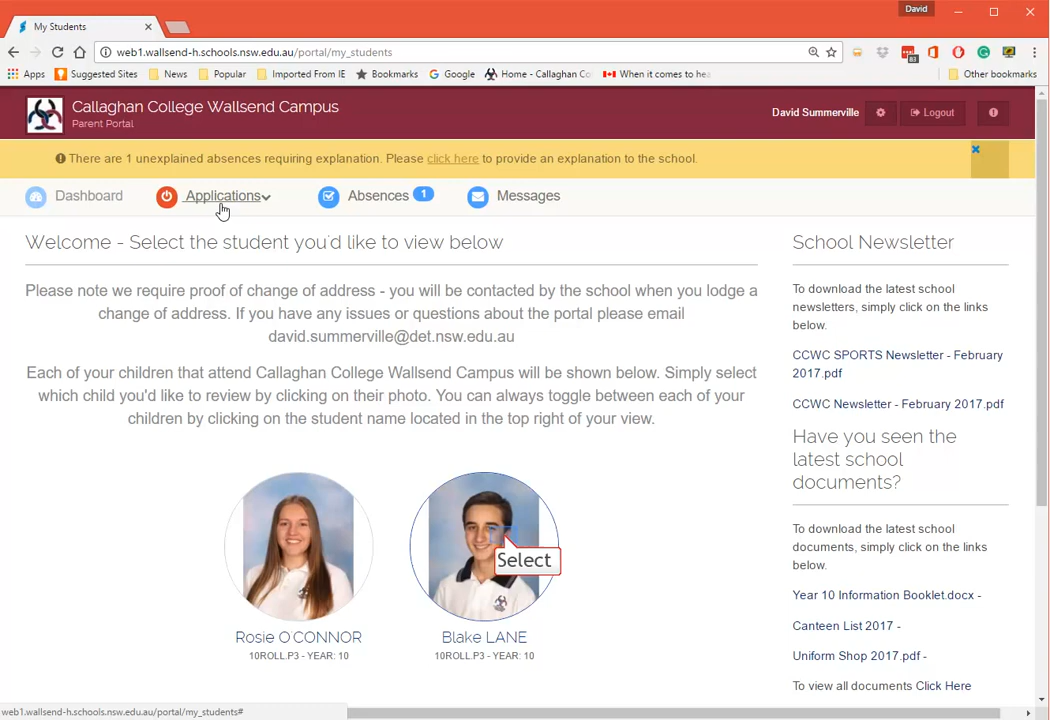 David
My Students
web1.wallsend-h.schools.nsw.edu.au/portal/my_students
Apps Suggested Sites News Popular Imported From IE Bookmarks Google Home - Callaghan Co When it comes to hea Other bookmarks
83
Callaghan College Wallsend Campus
Parent Portal
David Summerville Logout
There are 1 unexplained absences requiring explanation. Please click here to provide an explanation to the school.
Dashboard Applications Absences 1 Messages
Welcome - Select the student you'd like to view below
Please note we require proof of change of address - you will be contacted by the school when you lodge a
change of address. If you have any issues or questions about the portal please email
david.summerville@det.nsw.edu.au
Each of your children that attend Callaghan College Wallsend Campus will be shown below. Simply select
which child you'd like to review by clicking on their photo. You can always toggle between each of your
children by clicking on the student name located in the top right of your view.
Select
Rosie O'CONNOR
10ROLL.P3 - YEAR: 10
Blake LANE
10ROLL.P3 - YEAR: 10
School Newsletter
To download the latest school
newsletters, simply click on the links
below.
CCWC SPORTS Newsletter - February
2017.pdf
CCWC Newsletter - February 2017.pdf
Have you seen the
latest school
documents?
To download the latest school
documents, simply click on the links
below.
Year 10 Information Booklet.docx -
Canteen List 2017 -
Uniform Shop 2017.pdf -
To view all documents Click Here
web1.wallsend-h.schools.nsw.edu.au/portal/my_students#